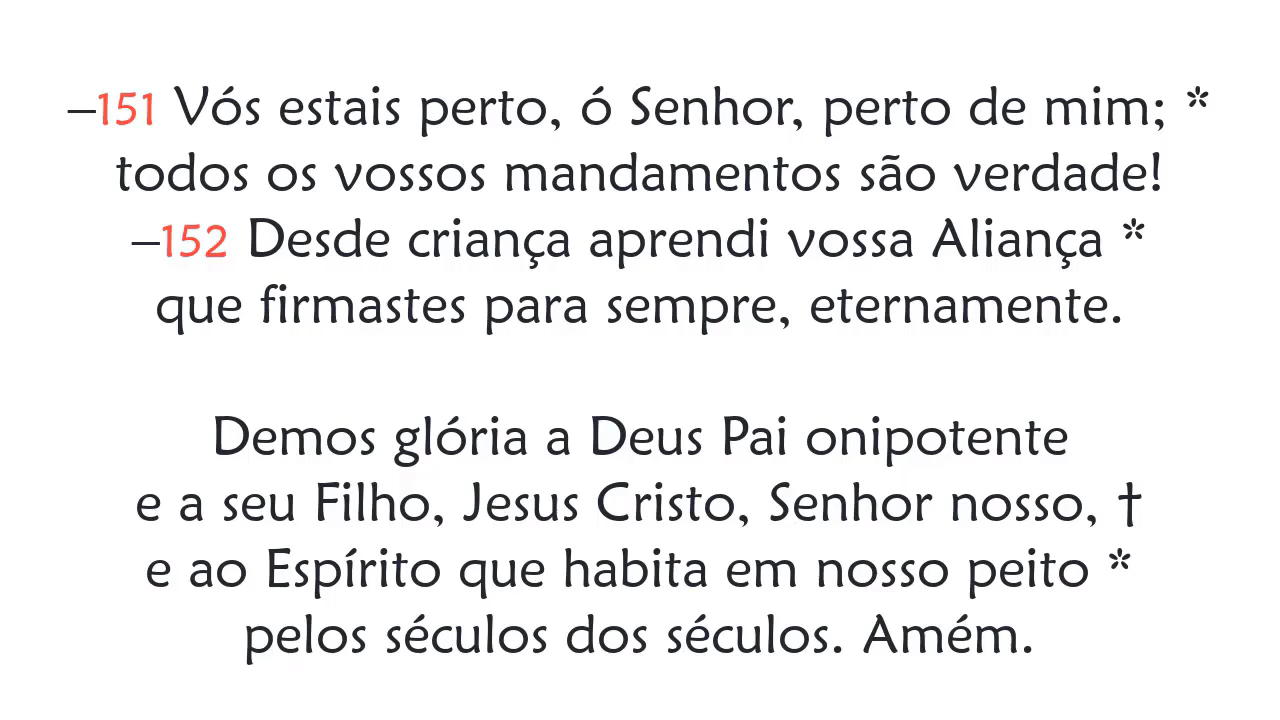 –151 Vós estais perto, ó Senhor, perto de mim; *
todos os vossos mandamentos são verdade!
–152 Desde criança aprendi vossa Aliança *
que firmastes para sempre, eternamente.
Demos glória a Deus Pai onipotente
e a seu Filho, Jesus Cristo, Senhor nosso, †
e ao Espírito que habita em nosso peito *
pelos séculos dos séculos. Amém.